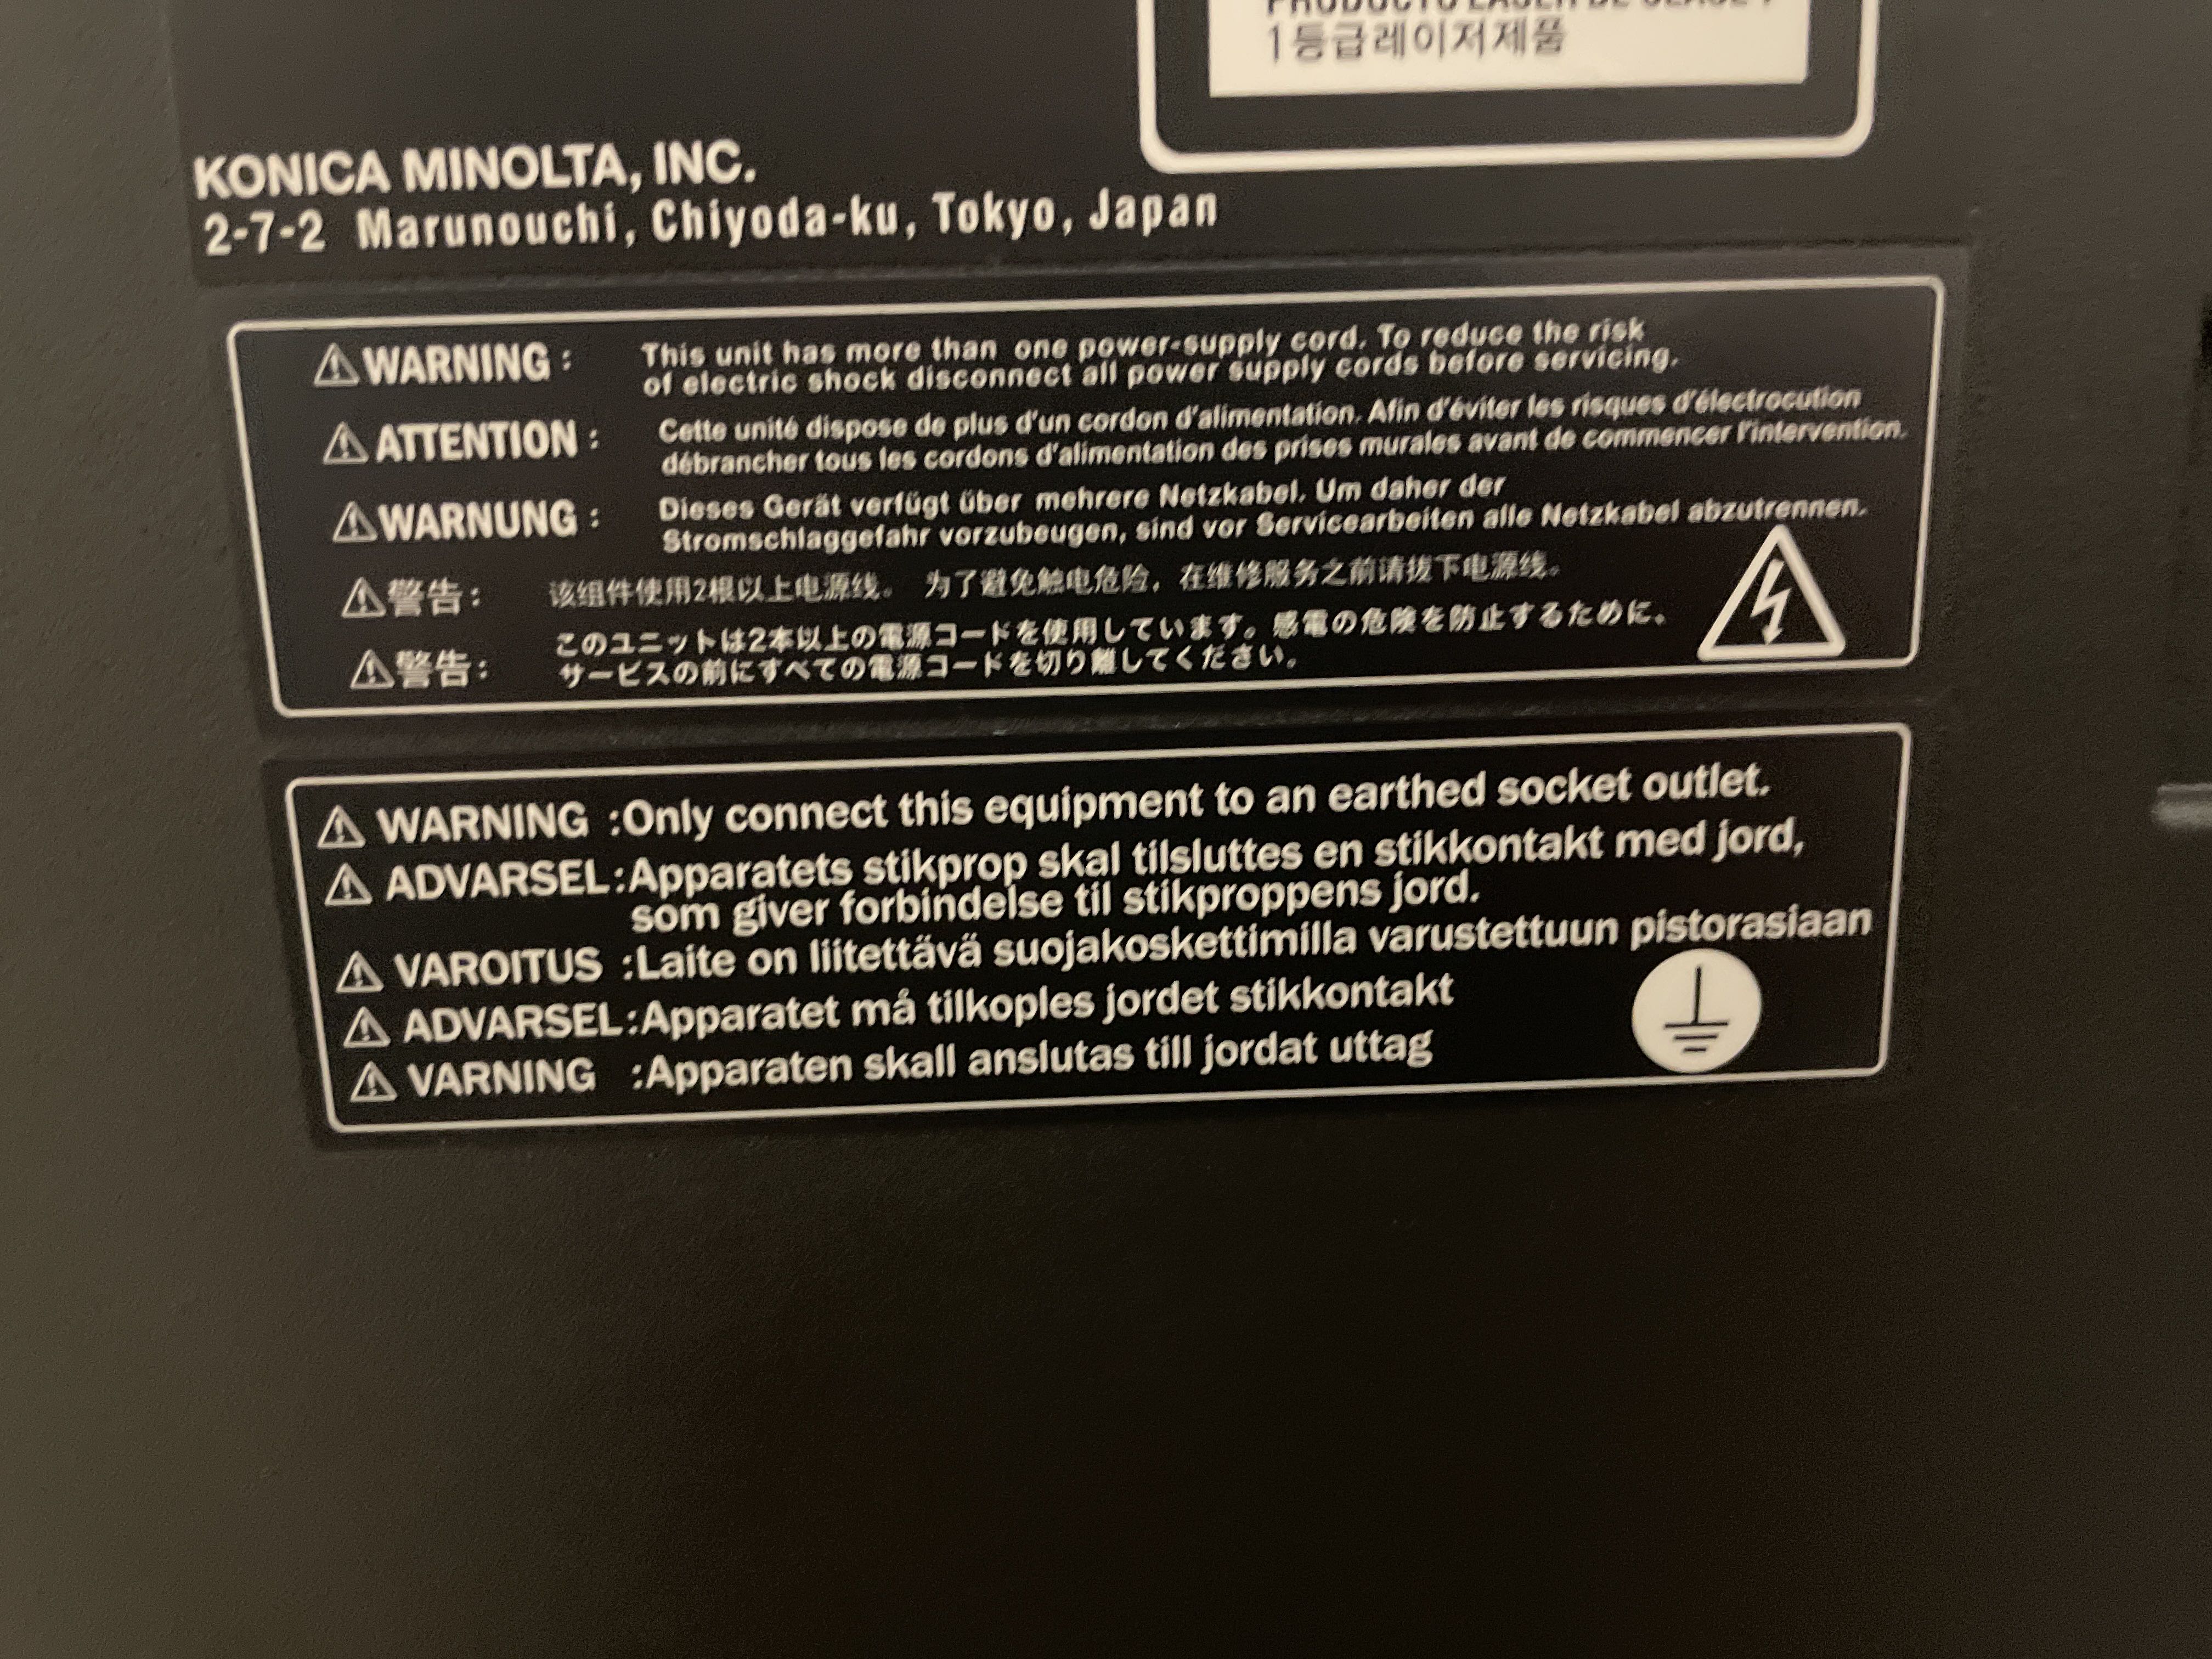 1등급레이저제품
KONICA MINOLTA, INC.
2-7-2 Marunouchi, Chiyoda-ku, Tokyo, Japan
WARNING : This unit has more than one power-supply cord. To reduce the risk
of electric shock disconnect all power supply cords before servicing.
ATTENTION : Cette unité dispose de plus d'un cordon d'alimentation. Afin d'éviter les risques d'électrocution
débrancher tous les cordons d'alimentation des prises murales avant de commencer l'intervention.
WARNUNG : Dieses Gerät verfügt über mehrere Netzkabel. Um daher der
Stromschlaggefahr vorzubeugen, sind vor Servicearbeiten alle Netzkabel abzutrennen.
警告: 该组件使用2根以上电源线。 为了避免触电危险, 在维修服务之前请拔下电源线。
警告: このユニットは2本以上の電源コードを使用しています。感電の危険を防止するために、
サービスの前にすべての電源コードを切り離してください。
WARNING :Only connect this equipment to an earthed socket outlet.
ADVARSEL:Apparatets stikprop skal tilsluttes en stikkontakt med jord,
som giver forbindelse til stikproppens jord.
VAROITUS :Laite on liitettävä suojakoskettimilla varustettuun pistorasiaan
ADVARSEL:Apparatet må tilkoples jordet stikkontakt
VARNING :Apparaten skall anslutas till jordat uttag